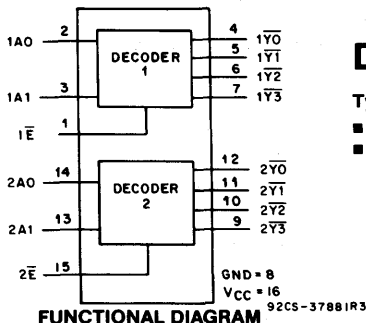 1A0 2
DECODER
1
4 1Y̅0̅
5 1Y̅1̅
6 1Y̅2̅
7 1Y̅3̅
1A1 3
1E̅ 1
2A0 14
DECODER
2
12 2Y̅0̅
11 2Y̅1̅
10 2Y̅2̅
9 2Y̅3̅
2A1 13
2E̅ 15
GND = 8
VCC = 16
92CS-37881R3
FUNCTIONAL DIAGRAM